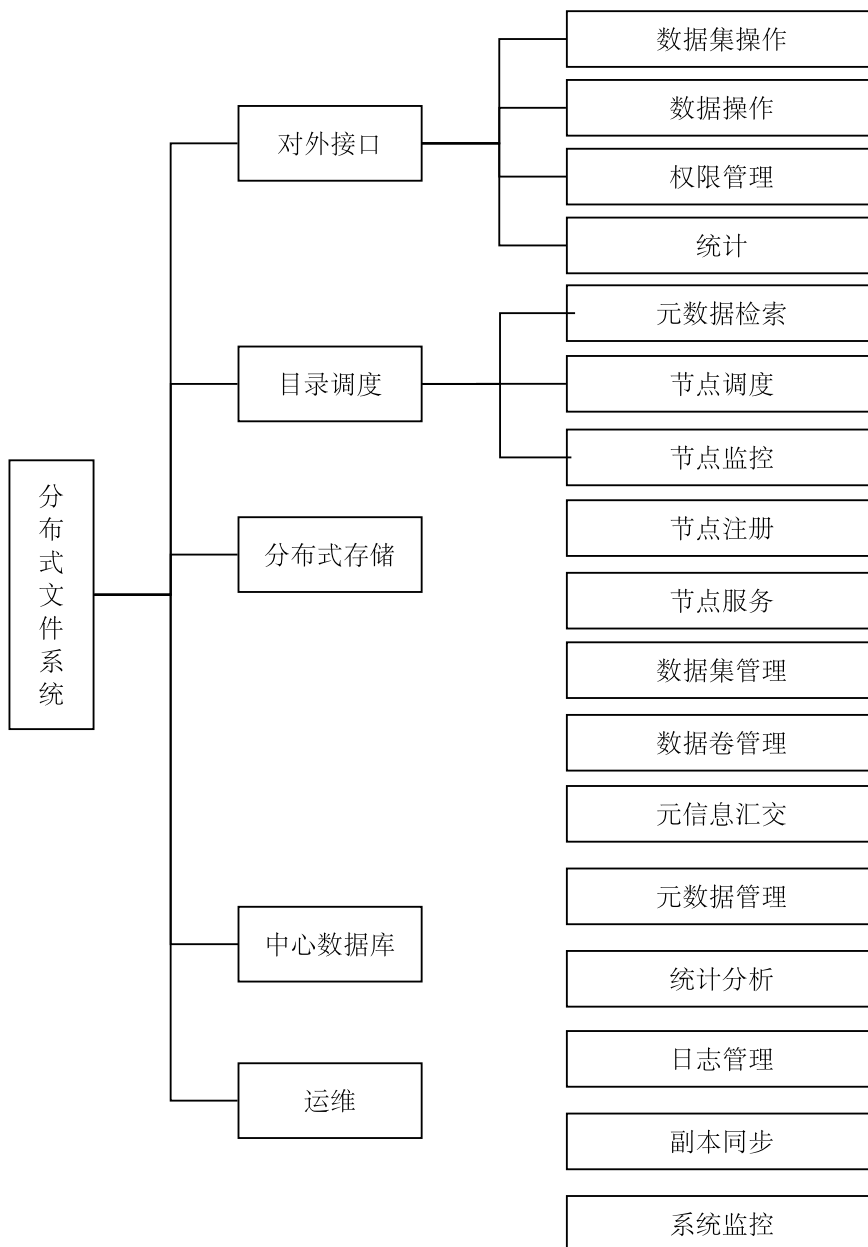 分布式文件系统
对外接口
数据集操作
数据操作
权限管理
统计
目录调度
元数据检索
节点调度
节点监控
分布式存储
节点注册
节点服务
数据集管理
数据卷管理
元信息汇交
中心数据库
元数据管理
统计分析
运维
日志管理
副本同步
系统监控